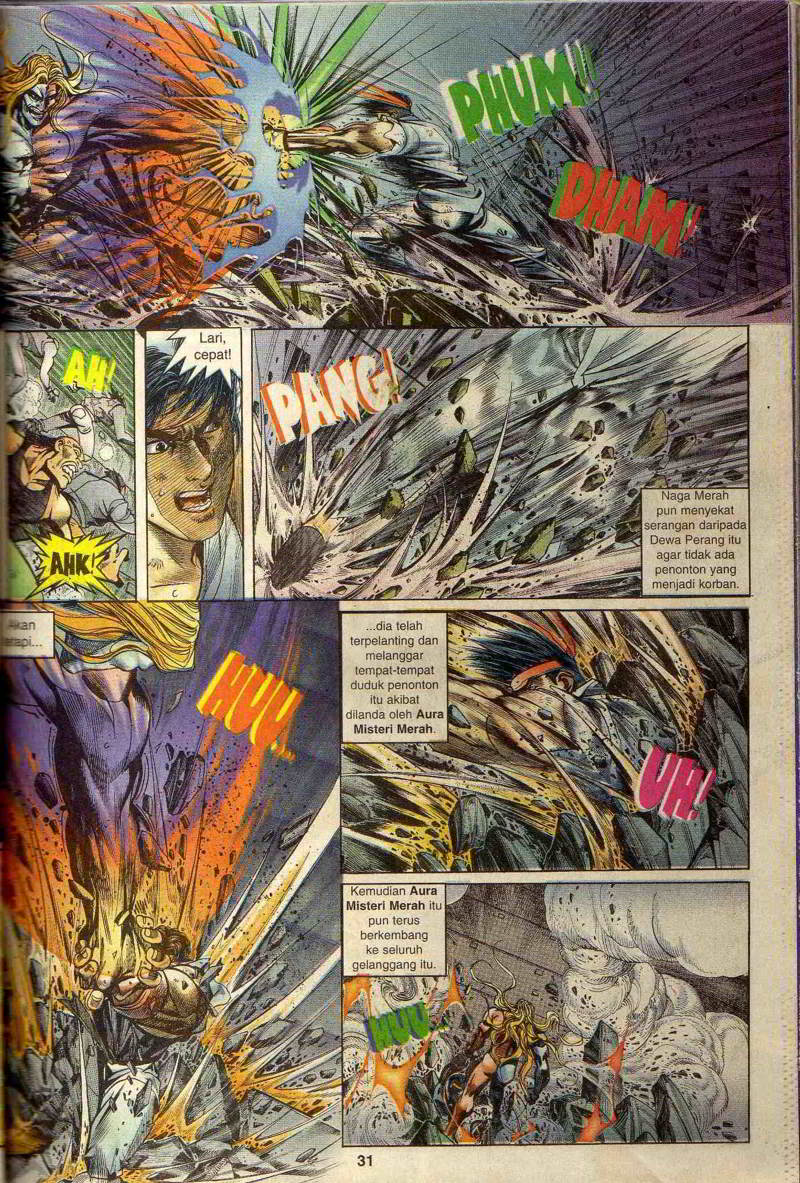 PHUM!!
DHAM!
AH!
AHK!
Lari,
cepat!
PANG!
Naga Merah
pun menyekat
serangan daripada
Dewa Perang itu
agar tidak ada
penonton yang
menjadi korban.
Akan
tetapi...
HUU...
...dia telah
terpelanting dan
melanggar
tempat-tempat
duduk penonton
itu akibat
dilanda oleh Aura
Misteri Merah.
UH!
Kemudian Aura
Misteri Merah itu
pun terus
berkembang
ke seluruh
gelanggang itu.
HUU...
31